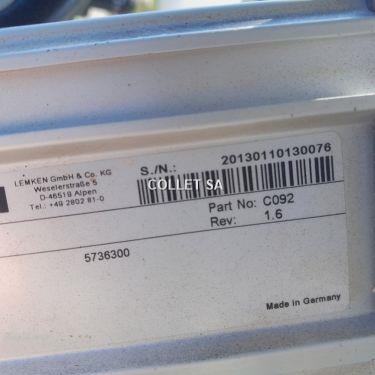 LEMKEN GmbH & Co. KG
Weselerstraße 5
D-46519 Alpen
Tel.: +49 2802 81-0
S./N.: 20130110130076
COLLET SA
Part No: C092
Rev: 1.6
5736300
Made in Germany